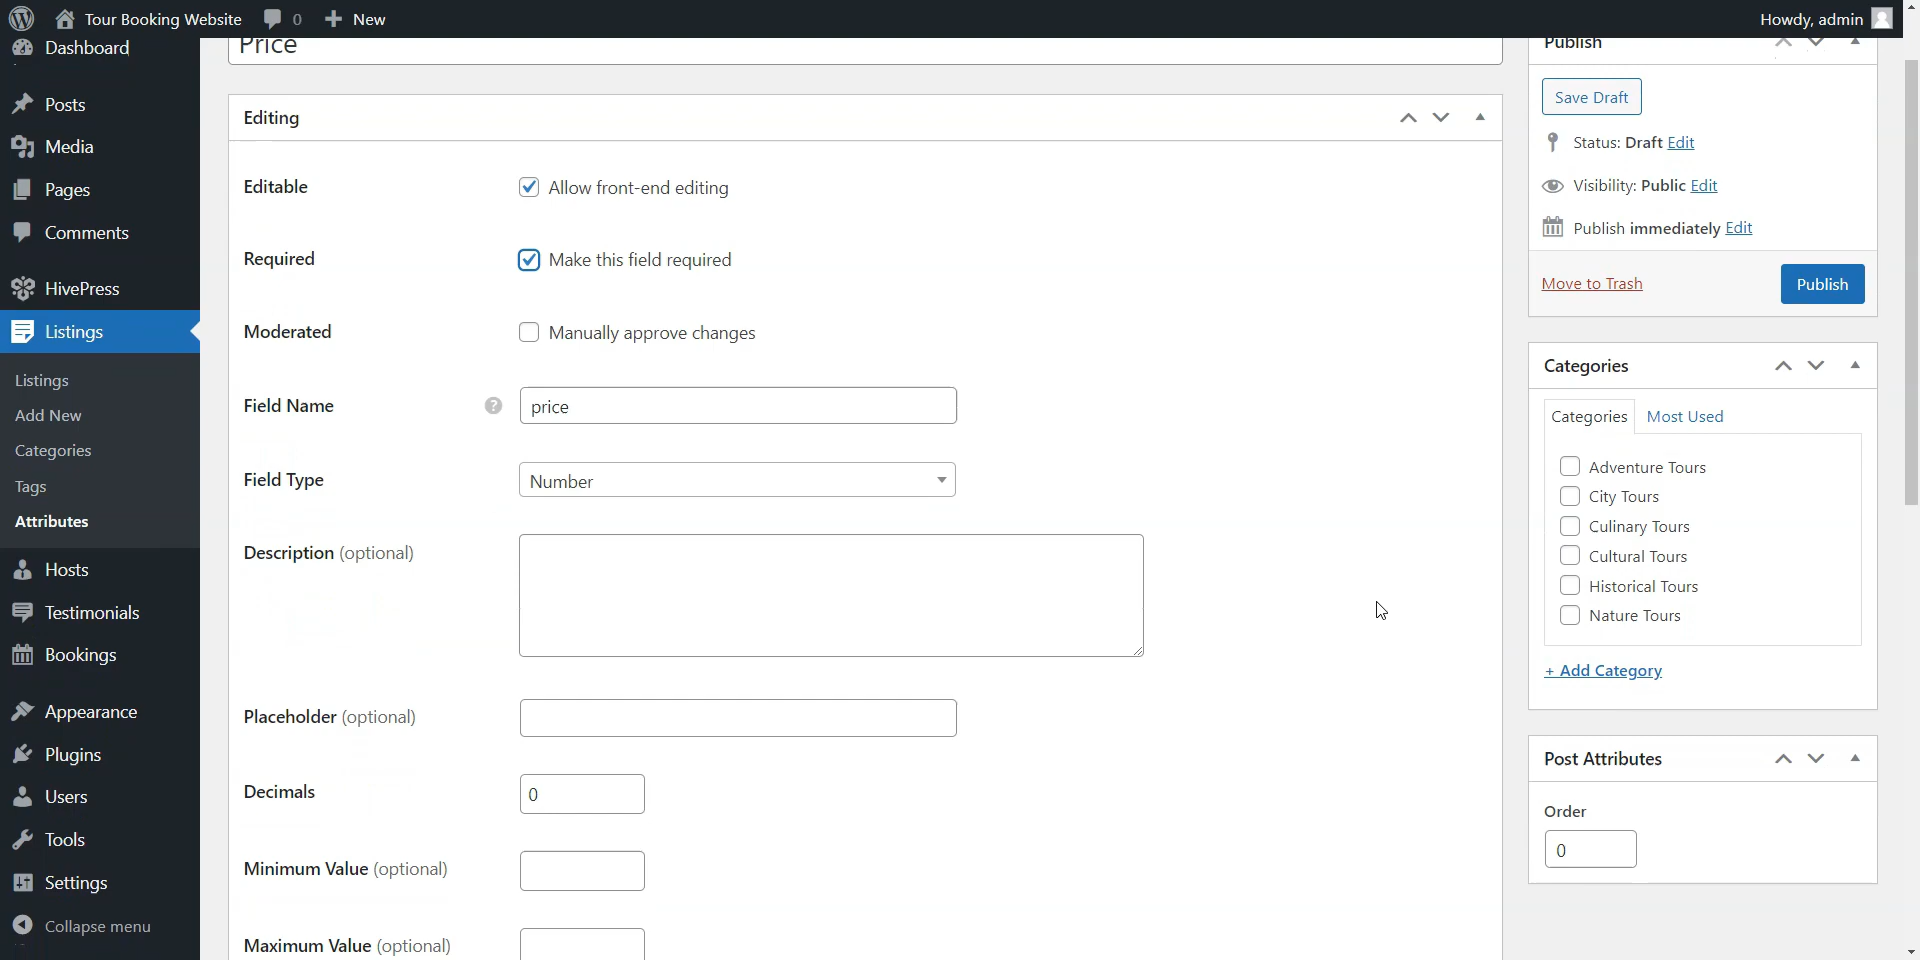 Tour Booking Website 0 New Howdy, admin
Dashboard
Posts
Media
Pages
Comments
HivePress
Listings
Listings
Add New
Categories
Tags
Attributes
Hosts
Testimonials
Bookings
Appearance
Plugins
Users
Tools
Settings
Collapse menu
Price
Editing
Editable Allow front-end editing
Required Make this field required
Moderated Manually approve changes
Field Name ? price
Field Type Number
Description (optional)
Placeholder (optional)
Decimals 0
Minimum Value (optional)
Maximum Value (optional)
Publish
Save Draft
Status: Draft Edit
Visibility: Public Edit
Publish immediately Edit
Move to Trash Publish
Categories
Categories Most Used
Adventure Tours
City Tours
Culinary Tours
Cultural Tours
Historical Tours
Nature Tours
+ Add Category
Post Attributes
Order
0